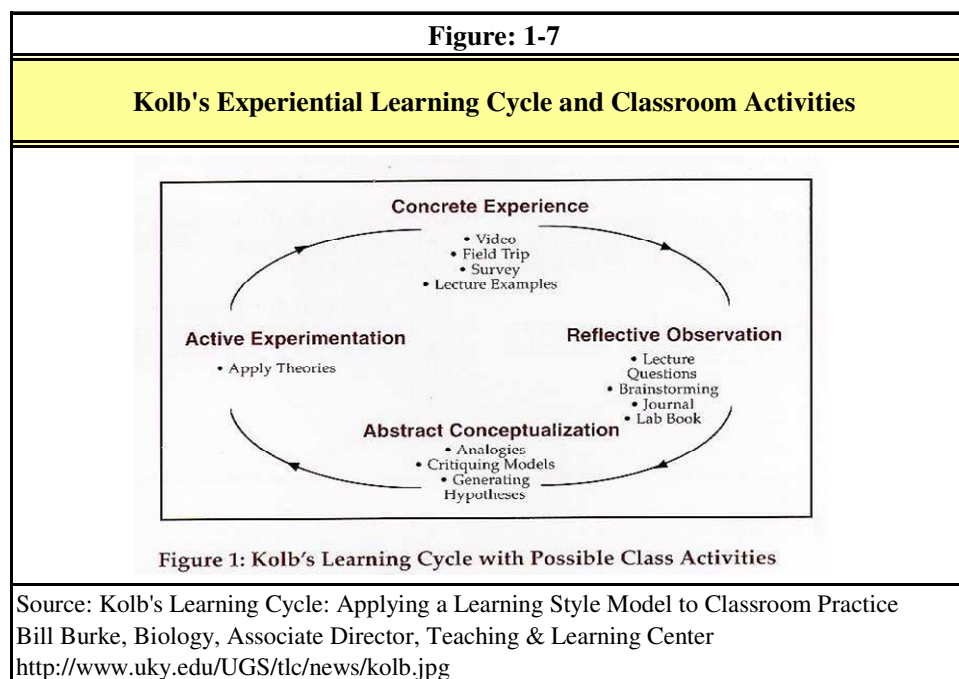 Figure: 1-7
Kolb's Experiential Learning Cycle and Classroom Activities
Concrete Experience
• Video
• Field Trip
• Survey
• Lecture Examples
Active Experimentation
• Apply Theories
Reflective Observation
• Lecture
Questions
• Brainstorming
• Journal
• Lab Book
Abstract Conceptualization
• Analogies
• Critiquing Models
• Generating
Hypotheses
Figure 1: Kolb's Learning Cycle with Possible Class Activities
Source: Kolb's Learning Cycle: Applying a Learning Style Model to Classroom Practice
Bill Burke, Biology, Associate Director, Teaching & Learning Center
http://www.uky.edu/UGS/tlc/news/kolb.jpg